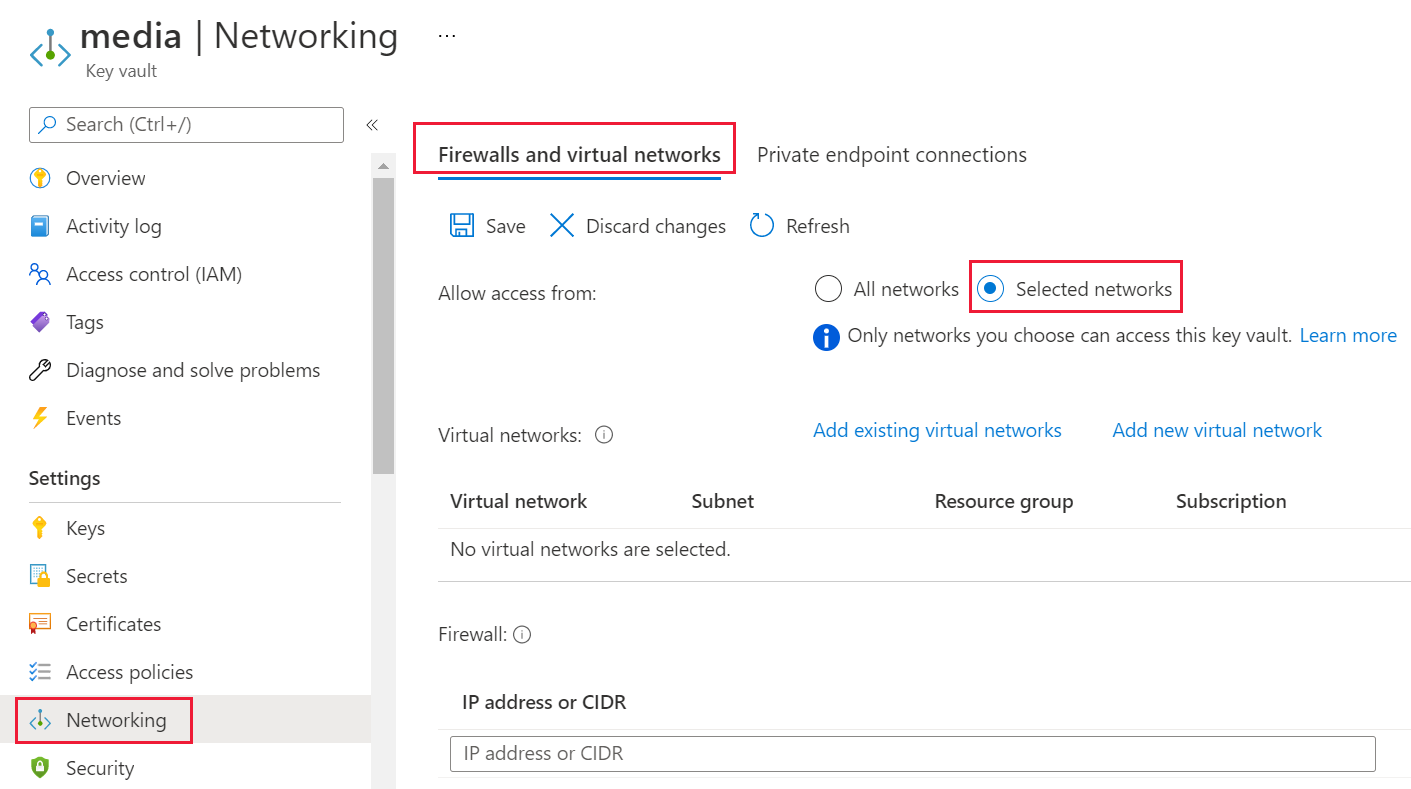 media | Networking ...
Key vault
Search (Ctrl+/)
«
Overview
Activity log
Access control (IAM)
Tags
Diagnose and solve problems
Events
Settings
Keys
Secrets
Certificates
Access policies
Networking
Security
Firewalls and virtual networks Private endpoint connections
Save Discard changes Refresh
Allow access from: All networks Selected networks
Only networks you choose can access this key vault. Learn more
Virtual networks: Add existing virtual networks Add new virtual network
Virtual network Subnet Resource group Subscription
No virtual networks are selected.
Firewall:
IP address or CIDR
IP address or CIDR